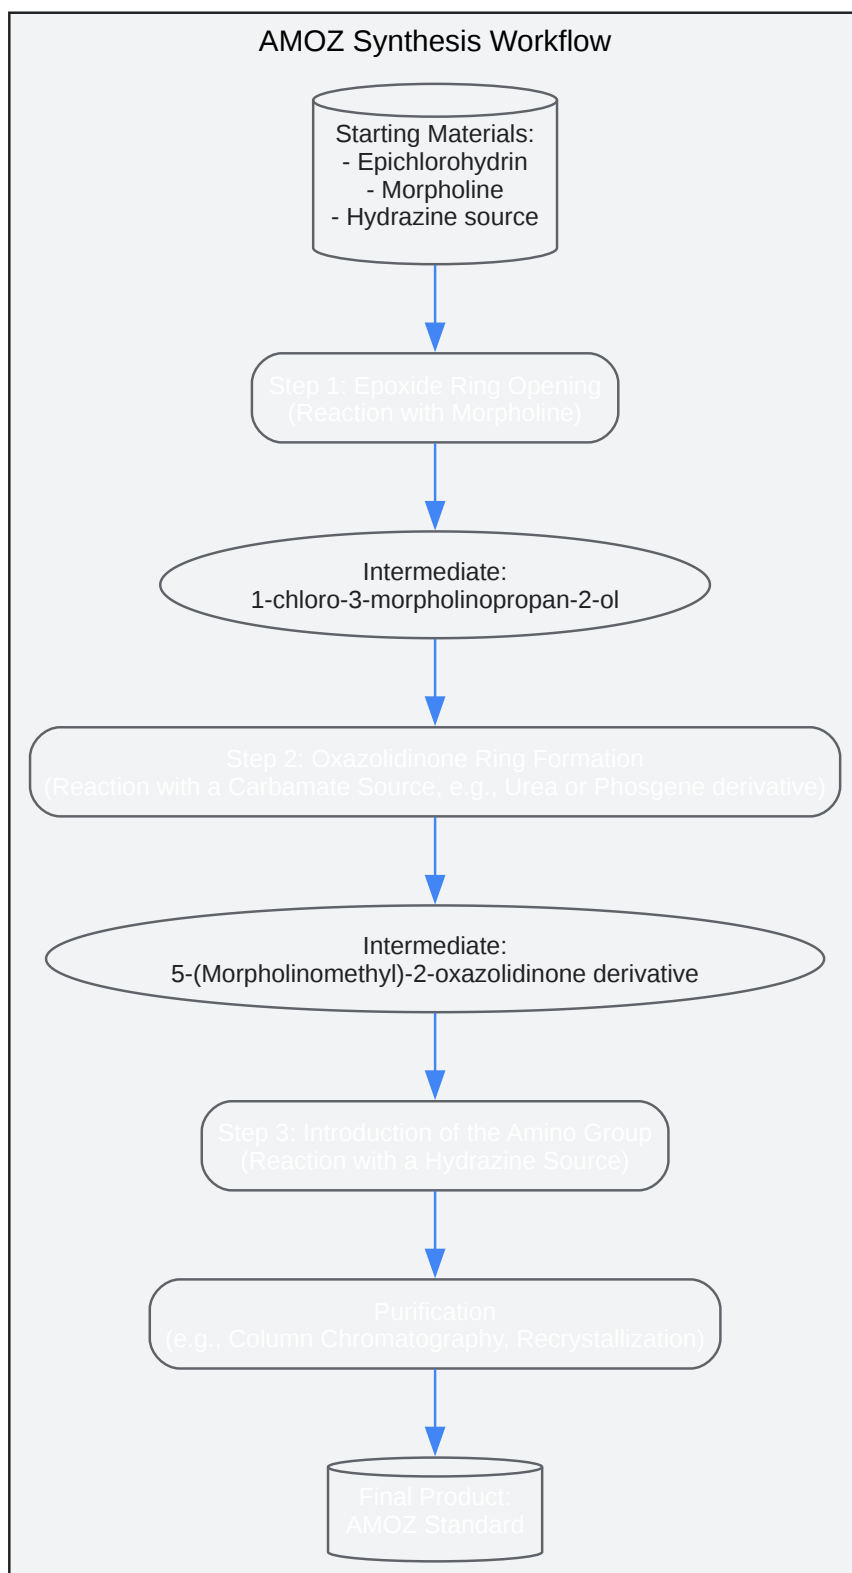 AMOZ Synthesis Workflow
Starting Materials:
- Epichlorohydrin
- Morpholine
- Hydrazine source
Step 1: Epoxide Ring Opening
(Reaction with Morpholine)
Intermediate:
1-chloro-3-morpholinopropan-2-ol
Step 2: Oxazolidinone Ring Formation
(Reaction with a Carbamate Source, e.g., Urea or Phosgene derivative)
Intermediate:
5-(Morpholinomethyl)-2-oxazolidinone derivative
Step 3: Introduction of the Amino Group
(Reaction with a Hydrazine Source)
Purification
(e.g., Column Chromatography, Recrystallization)
Final Product:
AMOZ Standard